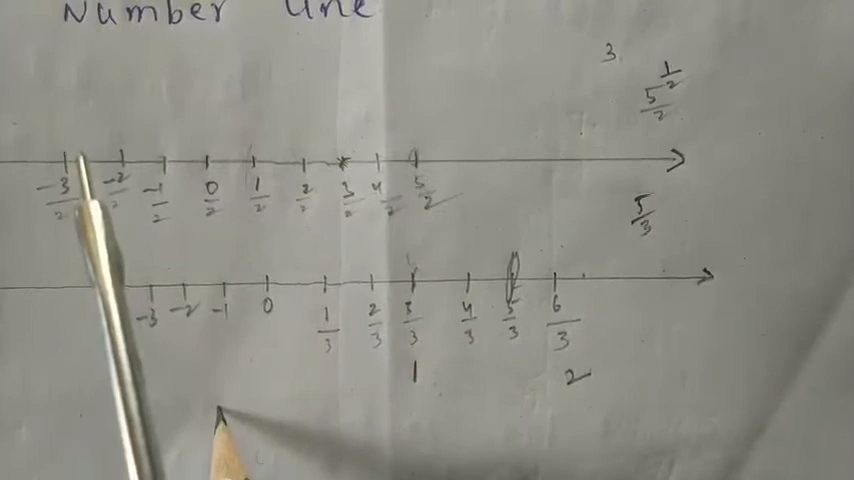 Number Line
3.
1/2
5/2
-3/2 -2/2 -1/2 0/2 1/2 2/2 3/2 4/2 5/2
5/3
-3 -2 -1 0 1/3 2/3 3/3 4/3 5/3 6/3
1 2